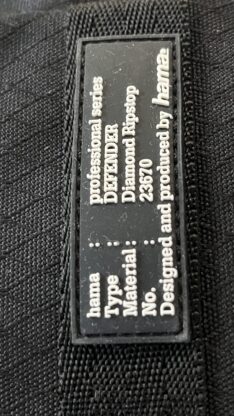 hama : professional series
Type : DEFENDER
Material : Diamond Ripstop
No. : 23670
Designed and produced by hama